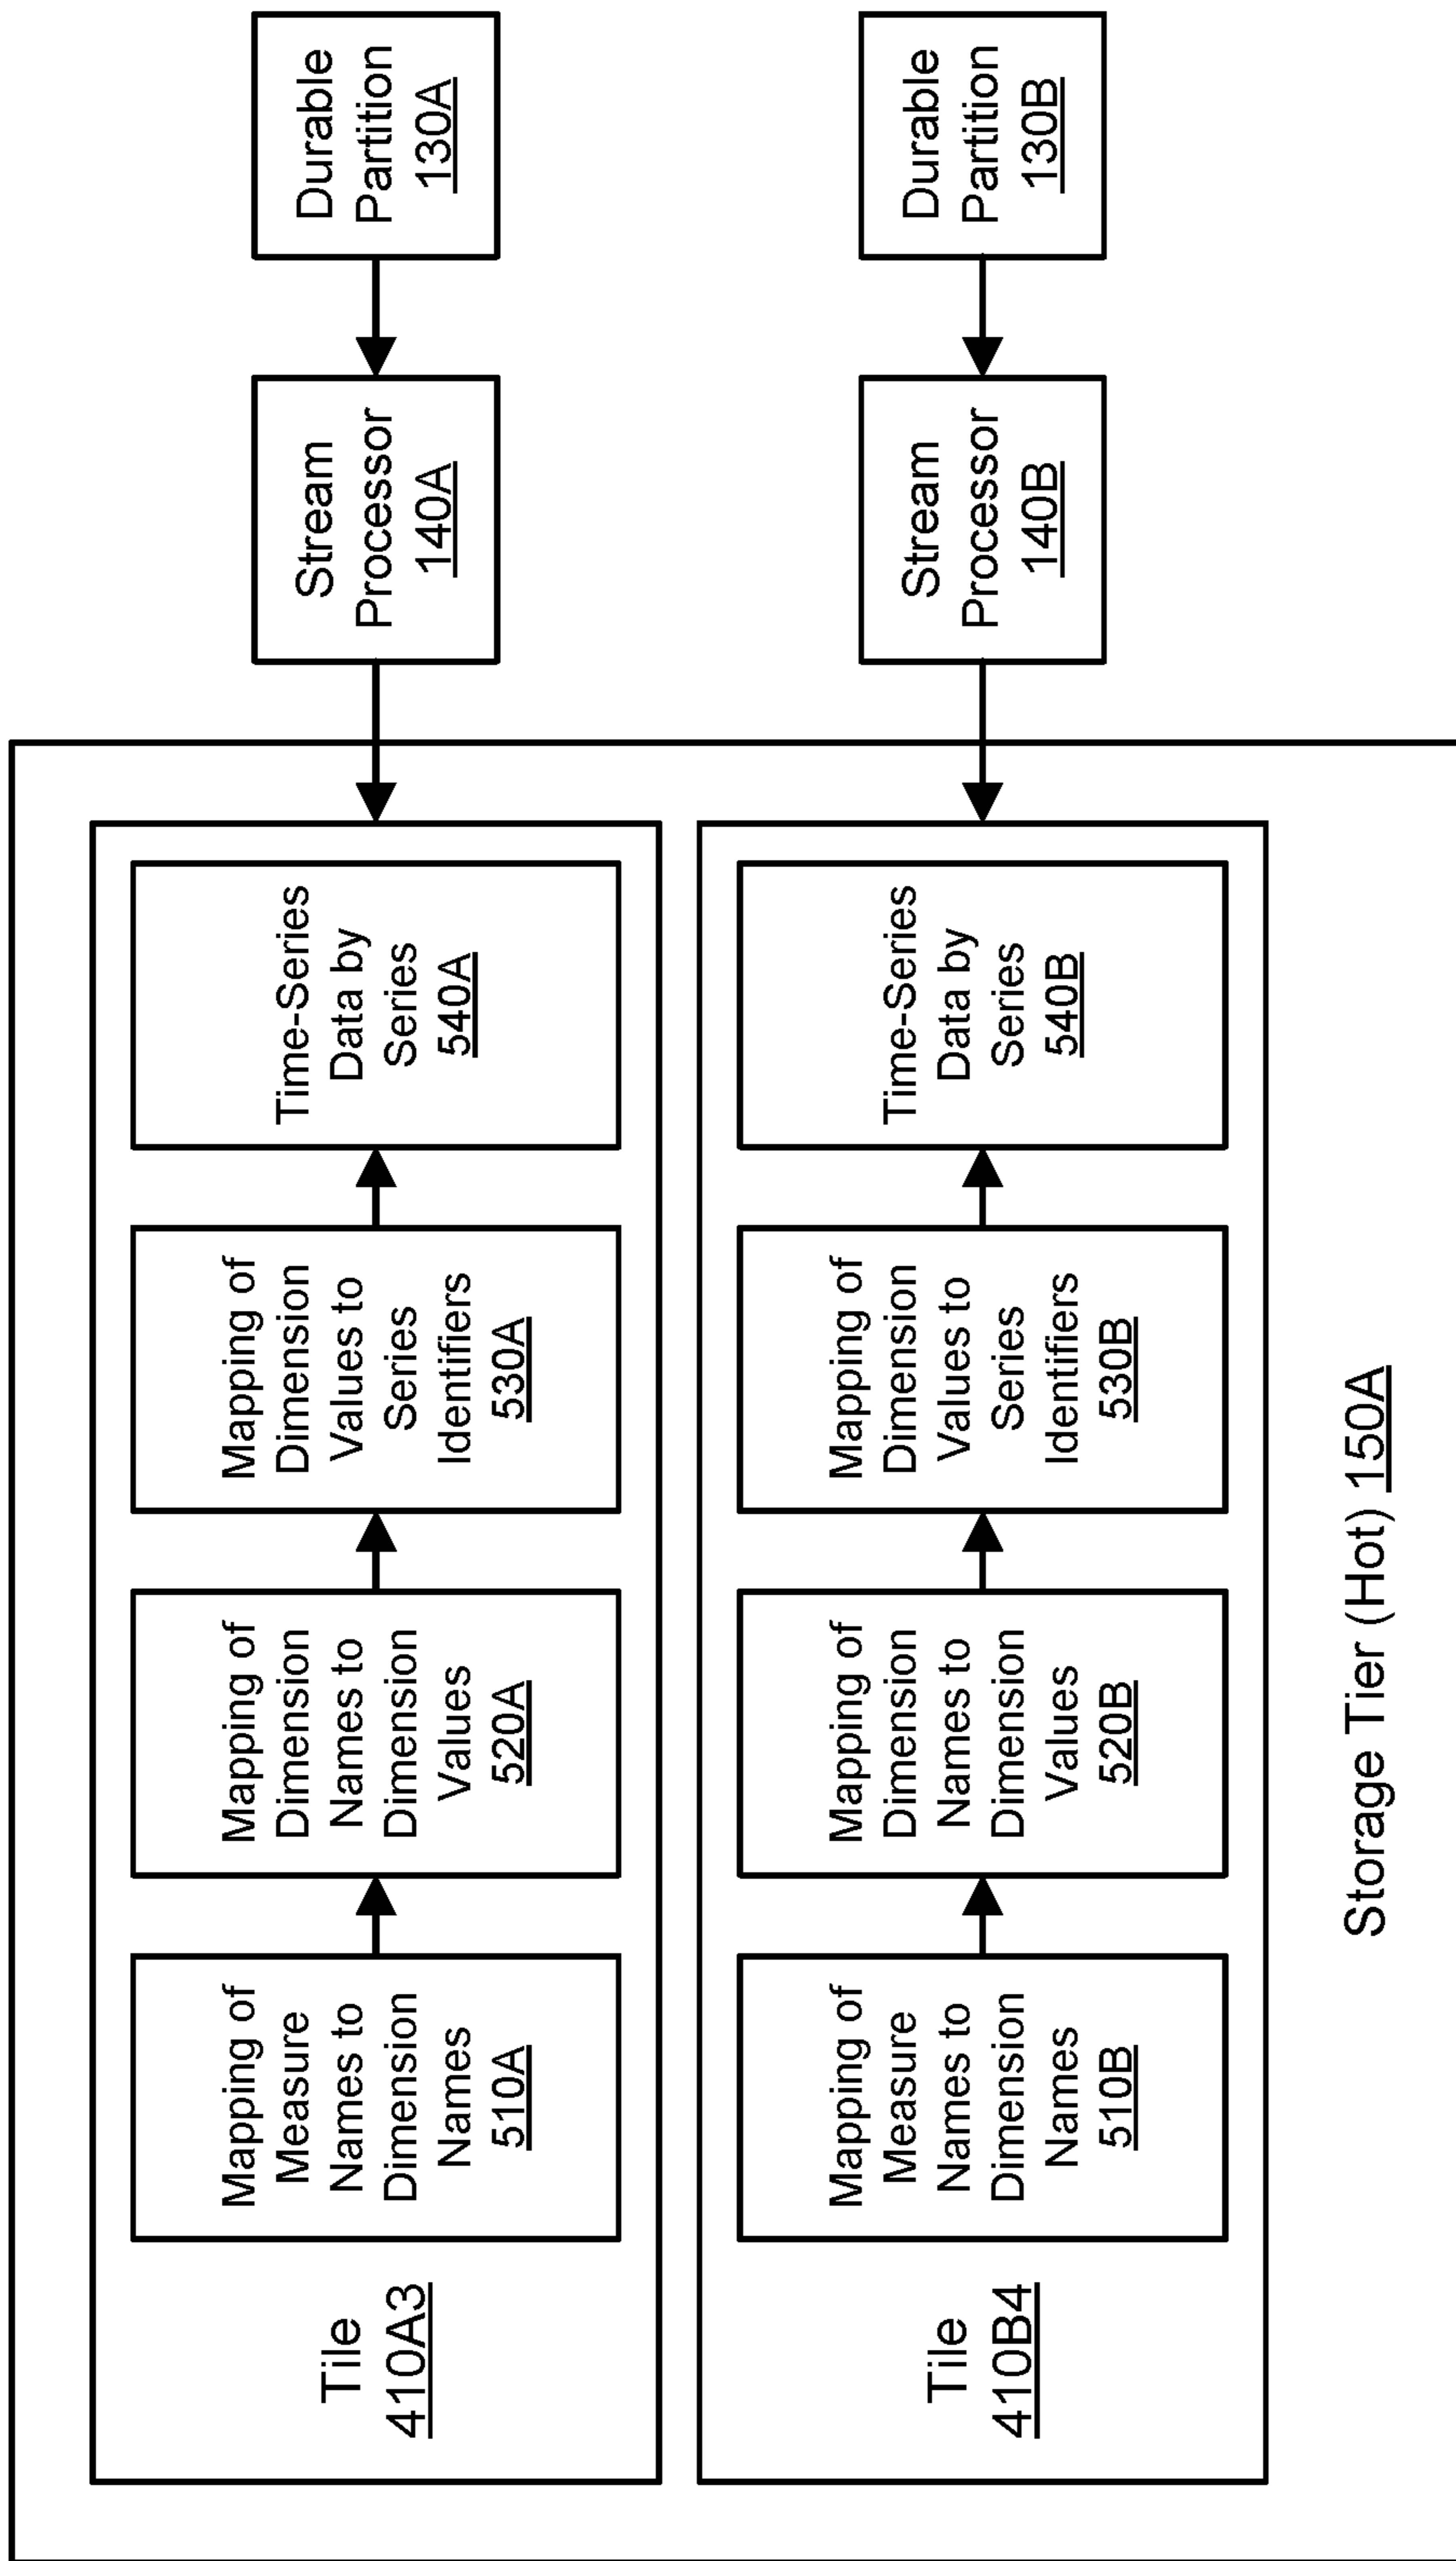 Tile
410A3
Mapping of
Measure
Names to
Dimension
Names
510A
Mapping of
Dimension
Names to
Dimension
Values
520A
Mapping of
Dimension
Values to
Series
Identifiers
530A
Time-Series
Data by
Series
540A
Stream
Processor
140A
Durable
Partition
130A
Tile
410B4
Mapping of
Measure
Names to
Dimension
Names
510B
Mapping of
Dimension
Names to
Dimension
Values
520B
Mapping of
Dimension
Values to
Series
Identifiers
530B
Time-Series
Data by
Series
540B
Stream
Processor
140B
Durable
Partition
130B
Storage Tier (Hot) 150A